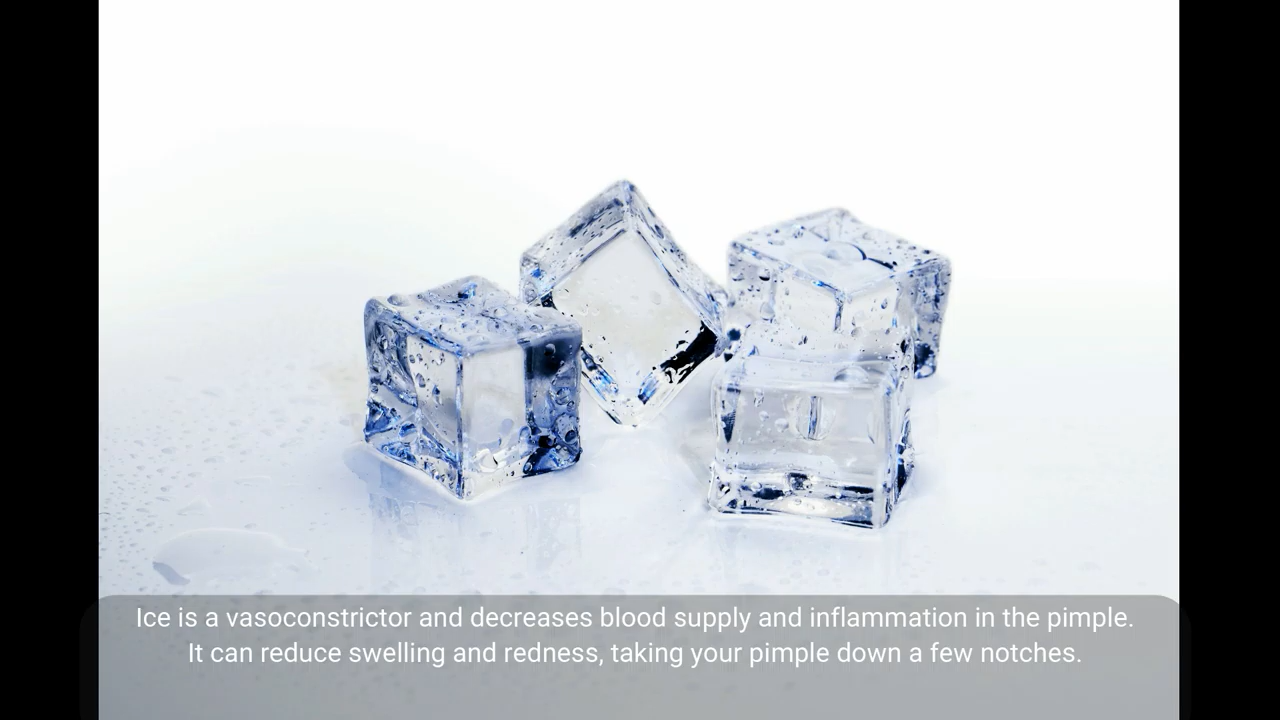 Ice is a vasoconstrictor and decreases blood supply and inflammation in the pimple.
It can reduce swelling and redness, taking your pimple down a few notches.